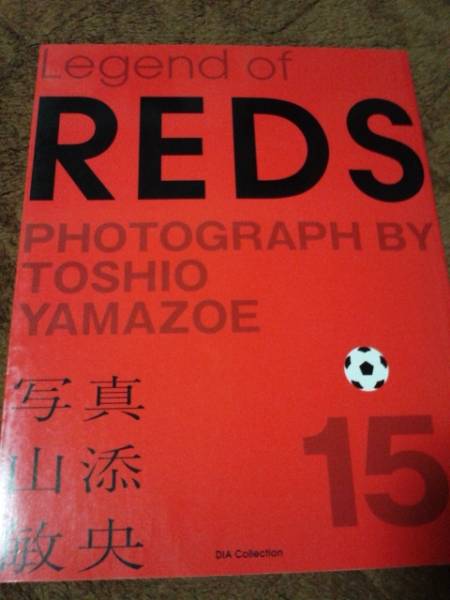 Legend of
REDS
PHOTOGRAPH BY
TOSHIO
YAMAZOE
写真
山添
敏央
15
DIA Collection